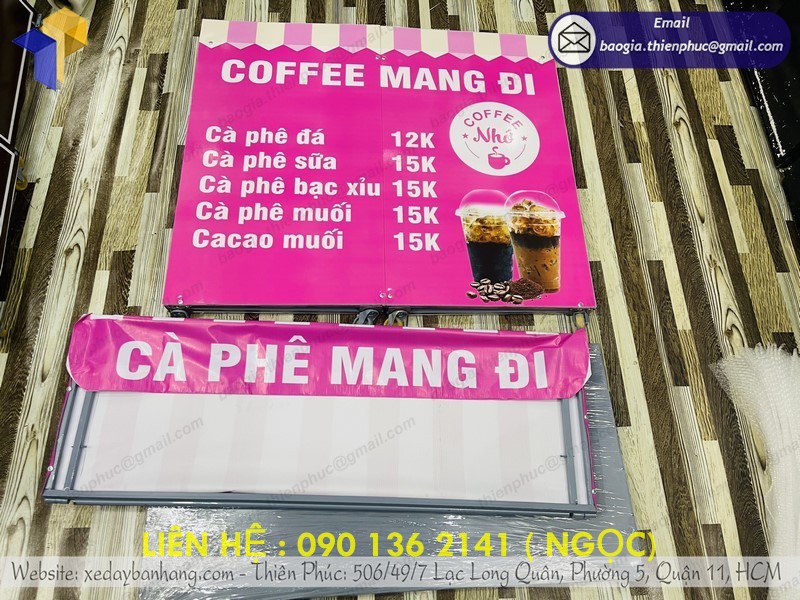 Email
baogia.thienphuc@gmail.com
COFFEE MANG ĐI
COFFEE
Nhớ
Cà phê đá 12K
Cà phê sữa 15K
Cà phê bạc xỉu 15K
Cà phê muối 15K
Cacao muối 15K
CÀ PHÊ MANG ĐI
LIÊN HỆ : 090 136 2141 ( NGỌC)
Website: xedaybanhang.com - Thiên Phúc: 506/49/7 Lạc Long Quân, Phường 5, Quận 11, HCM